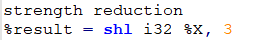 strength reduction
%result = shl i32 %X, 3